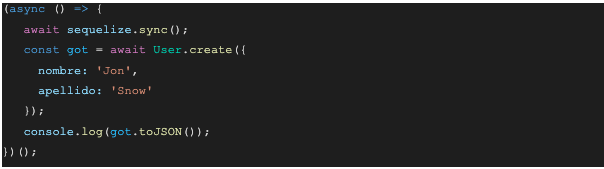 (async () => {
  await sequelize.sync();
  const got = await User.create({
    nombre: 'Jon',
    apellido: 'Snow'
  });
  console.log(got.toJSON());
})();